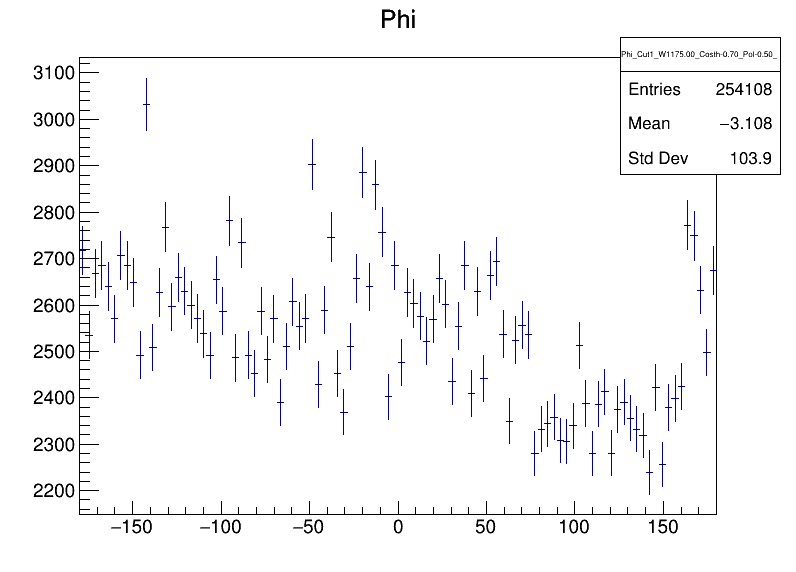 Phi
Phi_Cut1_W1175.00_Costh-0.70_Pol-0.50_
Entries 254108
Mean −3.108
Std Dev 103.9
3100
3000
2900
2800
2700
2600
2500
2400
2300
2200
−150 −100 −50 0 50 100 150